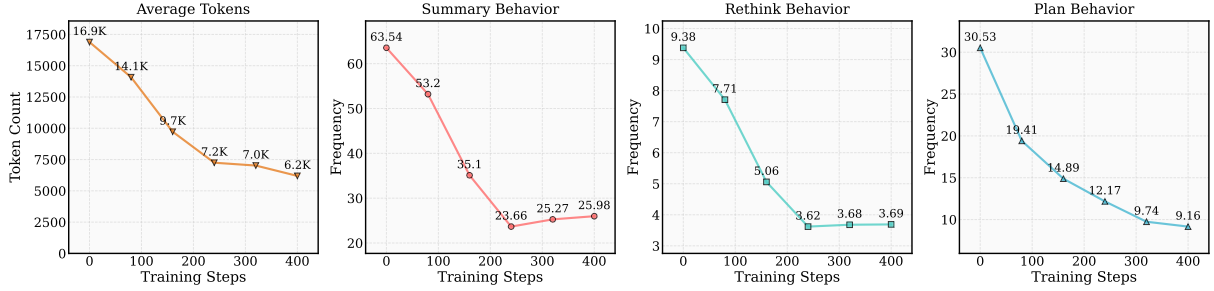 Average Tokens
Token Count
17500
15000
12500
10000
7500
5000
2500
0
16.9K
14.1K
9.7K
7.2K
7.0K
6.2K
0 100 200 300 400
Training Steps
Summary Behavior
Frequency
60
50
40
30
20
63.54
53.2
35.1
23.66
25.27
25.98
0 100 200 300 400
Training Steps
Rethink Behavior
Frequency
10
9
8
7
6
5
4
3
9.38
7.71
5.06
3.62
3.68
3.69
0 100 200 300 400
Training Steps
Plan Behavior
Frequency
30
25
20
15
10
30.53
19.41
14.89
12.17
9.74
9.16
0 100 200 300 400
Training Steps